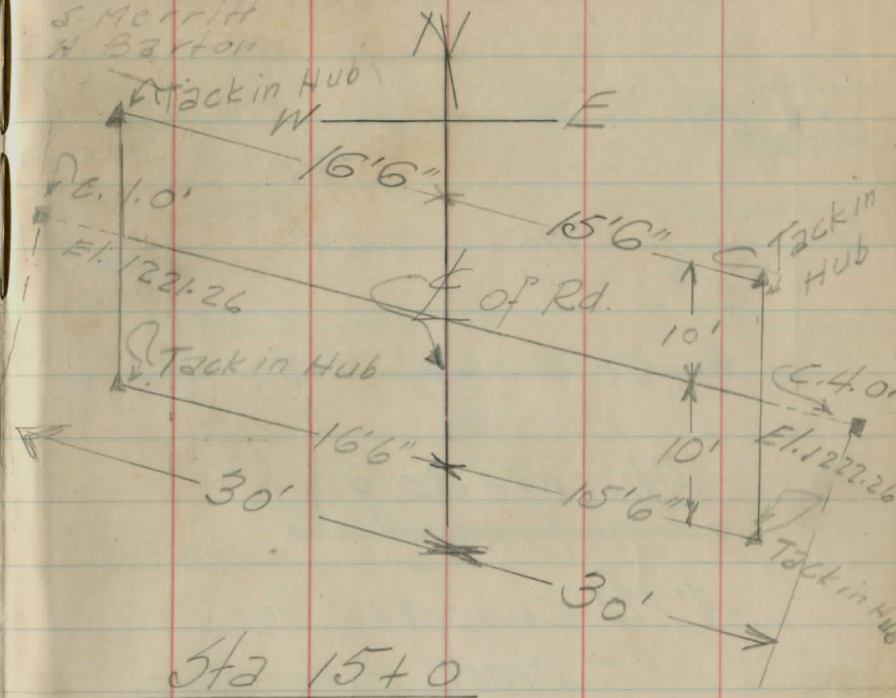 S. Merritt
H. Barton
N
Tack in Hub
W E
16'6"
C. 1.0'
15'6"
Tack in
Hub
El. 1221.26
℄ of Rd.
10'
Tack in Hub
C. 4.0'
16'6"
10'
El. 1222.26
30'
15'6"
Tack in Hub
30'
Sta 15+0